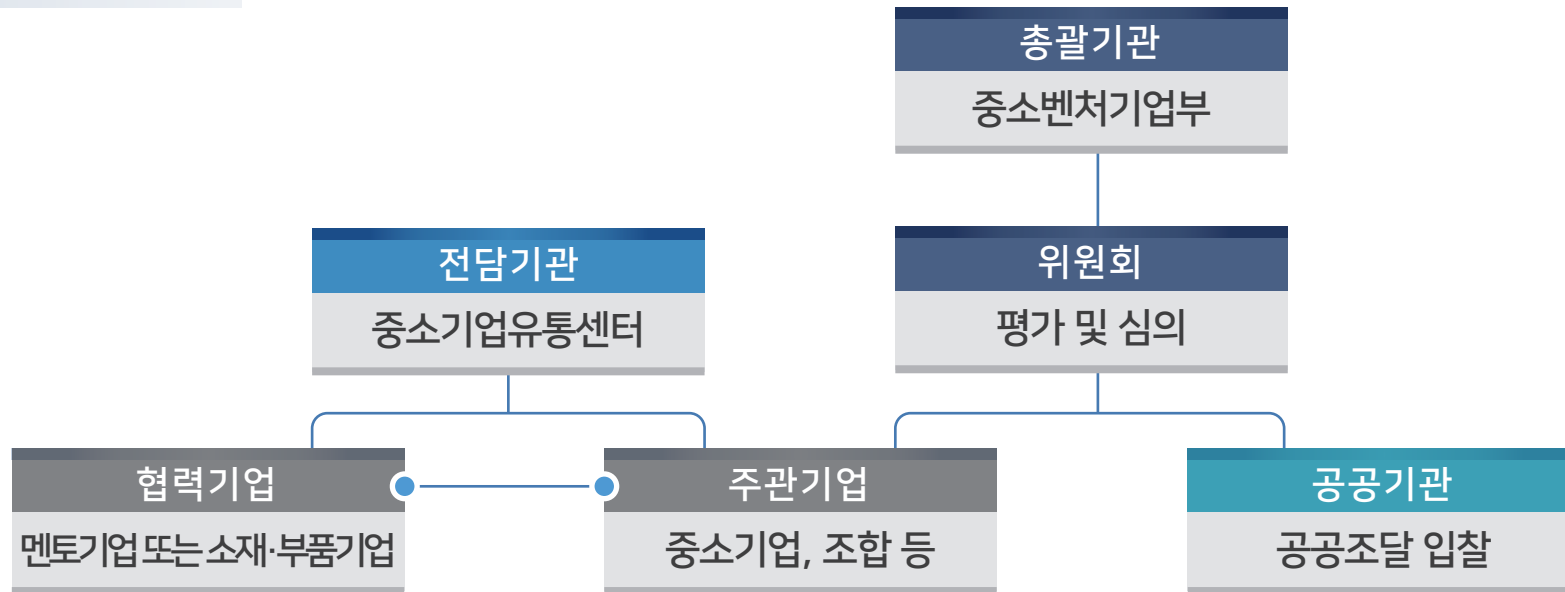 총괄기관
중소벤처기업부
전담기관
중소기업유통센터
위원회
평가 및 심의
협력기업
멘토기업 또는 소재·부품기업
주관기업
중소기업, 조합 등
공공기관
공공조달 입찰